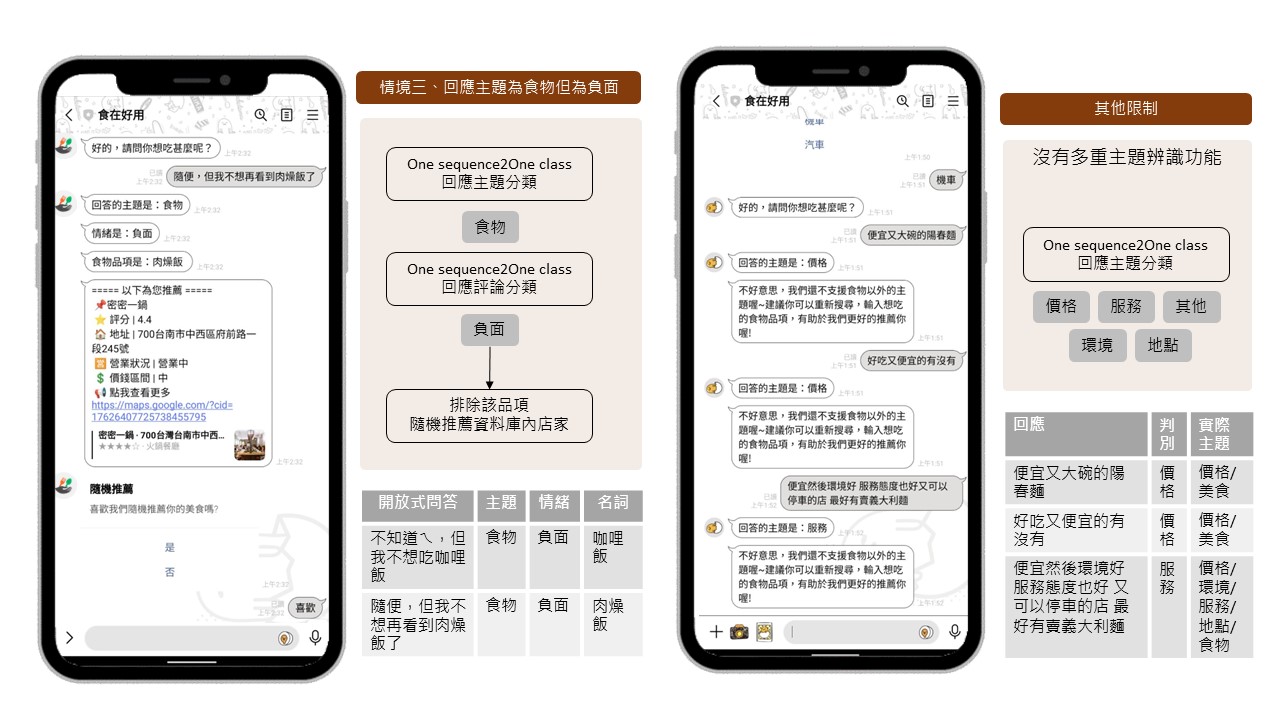 食在好用
好的，請問你想吃甚麼呢？
上午2:32
已讀
上午2:32
隨便，但我不想再看到肉燥飯了
回答的主題是：食物
上午2:32
情緒是：負面
上午2:32
食物品項是：肉燥飯
上午2:32
===== 以下為您推薦 =====
📌密密一鍋
⭐ 評分 | 4.4
🏠 地址 | 700台南市中西區府前路一
段245號
🈺 營業狀況 | 營業中
💲 價錢區間 | 中
📢 點我查看更多
https://maps.google.com/?cid=
17626407725738455795
密密一鍋 · 700台灣台南市中西...
★★★★☆ · 火鍋餐廳
上午2:32
隨機推薦
喜歡我們隨機推薦你的美食嗎?
是
否
上午2:32
已讀
上午2:32
喜歡
情境三、回應主題為食物但為負面
One sequence2One class
回應主題分類
食物
One sequence2One class
回應評論分類
負面
排除該品項
隨機推薦資料庫內店家
開放式問答 主題 情緒 名詞
不知道ㄟ，但
我不想吃咖哩
飯
食物
負面
咖哩
飯
隨便，但我不
想再看到肉燥
飯了
食物
負面
肉燥
飯
食在好用
機車
汽車
上午1:50
已讀
上午1:51
機車
好的，請問你想吃甚麼呢？
上午1:51
已讀
上午1:51
便宜又大碗的陽春麵
回答的主題是：價格
上午1:51
不好意思，我們還不支援食物以外的主
題喔~建議你可以重新搜尋，輸入想吃
的食物品項，有助於我們更好的推薦你
喔!
上午1:51
已讀
上午1:51
好吃又便宜的有沒有
回答的主題是：價格
上午1:51
不好意思，我們還不支援食物以外的主
題喔~建議你可以重新搜尋，輸入想吃
的食物品項，有助於我們更好的推薦你
喔!
上午1:51
已讀
上午1:52
便宜然後環境好 服務態度也好又可以
停車的店 最好有賣義大利麵
回答的主題是：服務
上午1:52
不好意思，我們還不支援食物以外的主
題喔~建議你可以重新搜尋，輸入想吃
的食物品項，有助於我們更好的推薦你
喔!
上午1:52
其他限制
沒有多重主題辨識功能
One sequence2One class
回應主題分類
價格 服務 其他
環境 地點
回應
判
別
實際
主題
便宜又大碗的陽
春麵
價
格
價格/
美食
好吃又便宜的有
沒有
價
格
價格/
美食
便宜然後環境好
服務態度也好 又
可以停車的店 最
好有賣義大利麵
服
務
價格/
環境/
服務/
地點/
食物